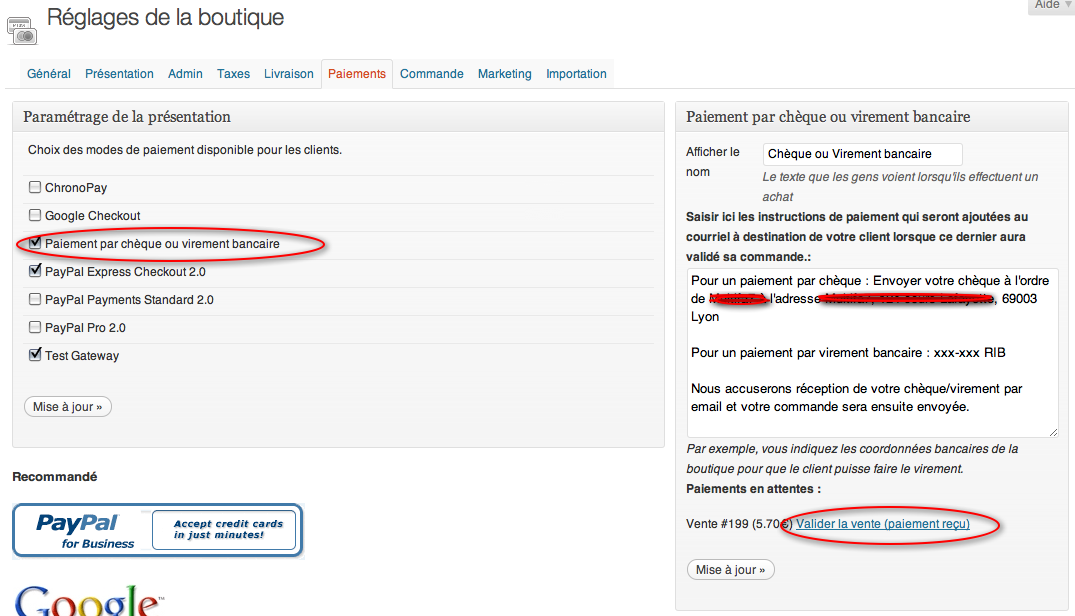 Aide
Réglages de la boutique
Général Présentation Admin Taxes Livraison Paiements Commande Marketing Importation
Paramétrage de la présentation
Choix des modes de paiement disponible pour les clients.
ChronoPay
Google Checkout
Paiement par chèque ou virement bancaire
PayPal Express Checkout 2.0
PayPal Payments Standard 2.0
PayPal Pro 2.0
Test Gateway
Mise à jour »
Recommandé
PayPal
for Business
Accept credit cards
in just minutes!
Google™
Paiement par chèque ou virement bancaire
Afficher le
nom
Chèque ou Virement bancaire
Le texte que les gens voient lorsqu'ils effectuent un
achat
Saisir ici les instructions de paiement qui seront ajoutées au
courriel à destination de votre client lorsque ce dernier aura
validé sa commande.:
Pour un paiement par chèque : Envoyer votre chèque à l'ordre
de à l'adresse , 69003
Lyon
Pour un paiement par virement bancaire : xxx-xxx RIB
Nous accuserons réception de votre chèque/virement par
email et votre commande sera ensuite envoyée.
Par exemple, vous indiquez les coordonnées bancaires de la
boutique pour que le client puisse faire le virement.
Paiements en attentes :
Vente #199 (5.70€) Valider la vente (paiement reçu)
Mise à jour »